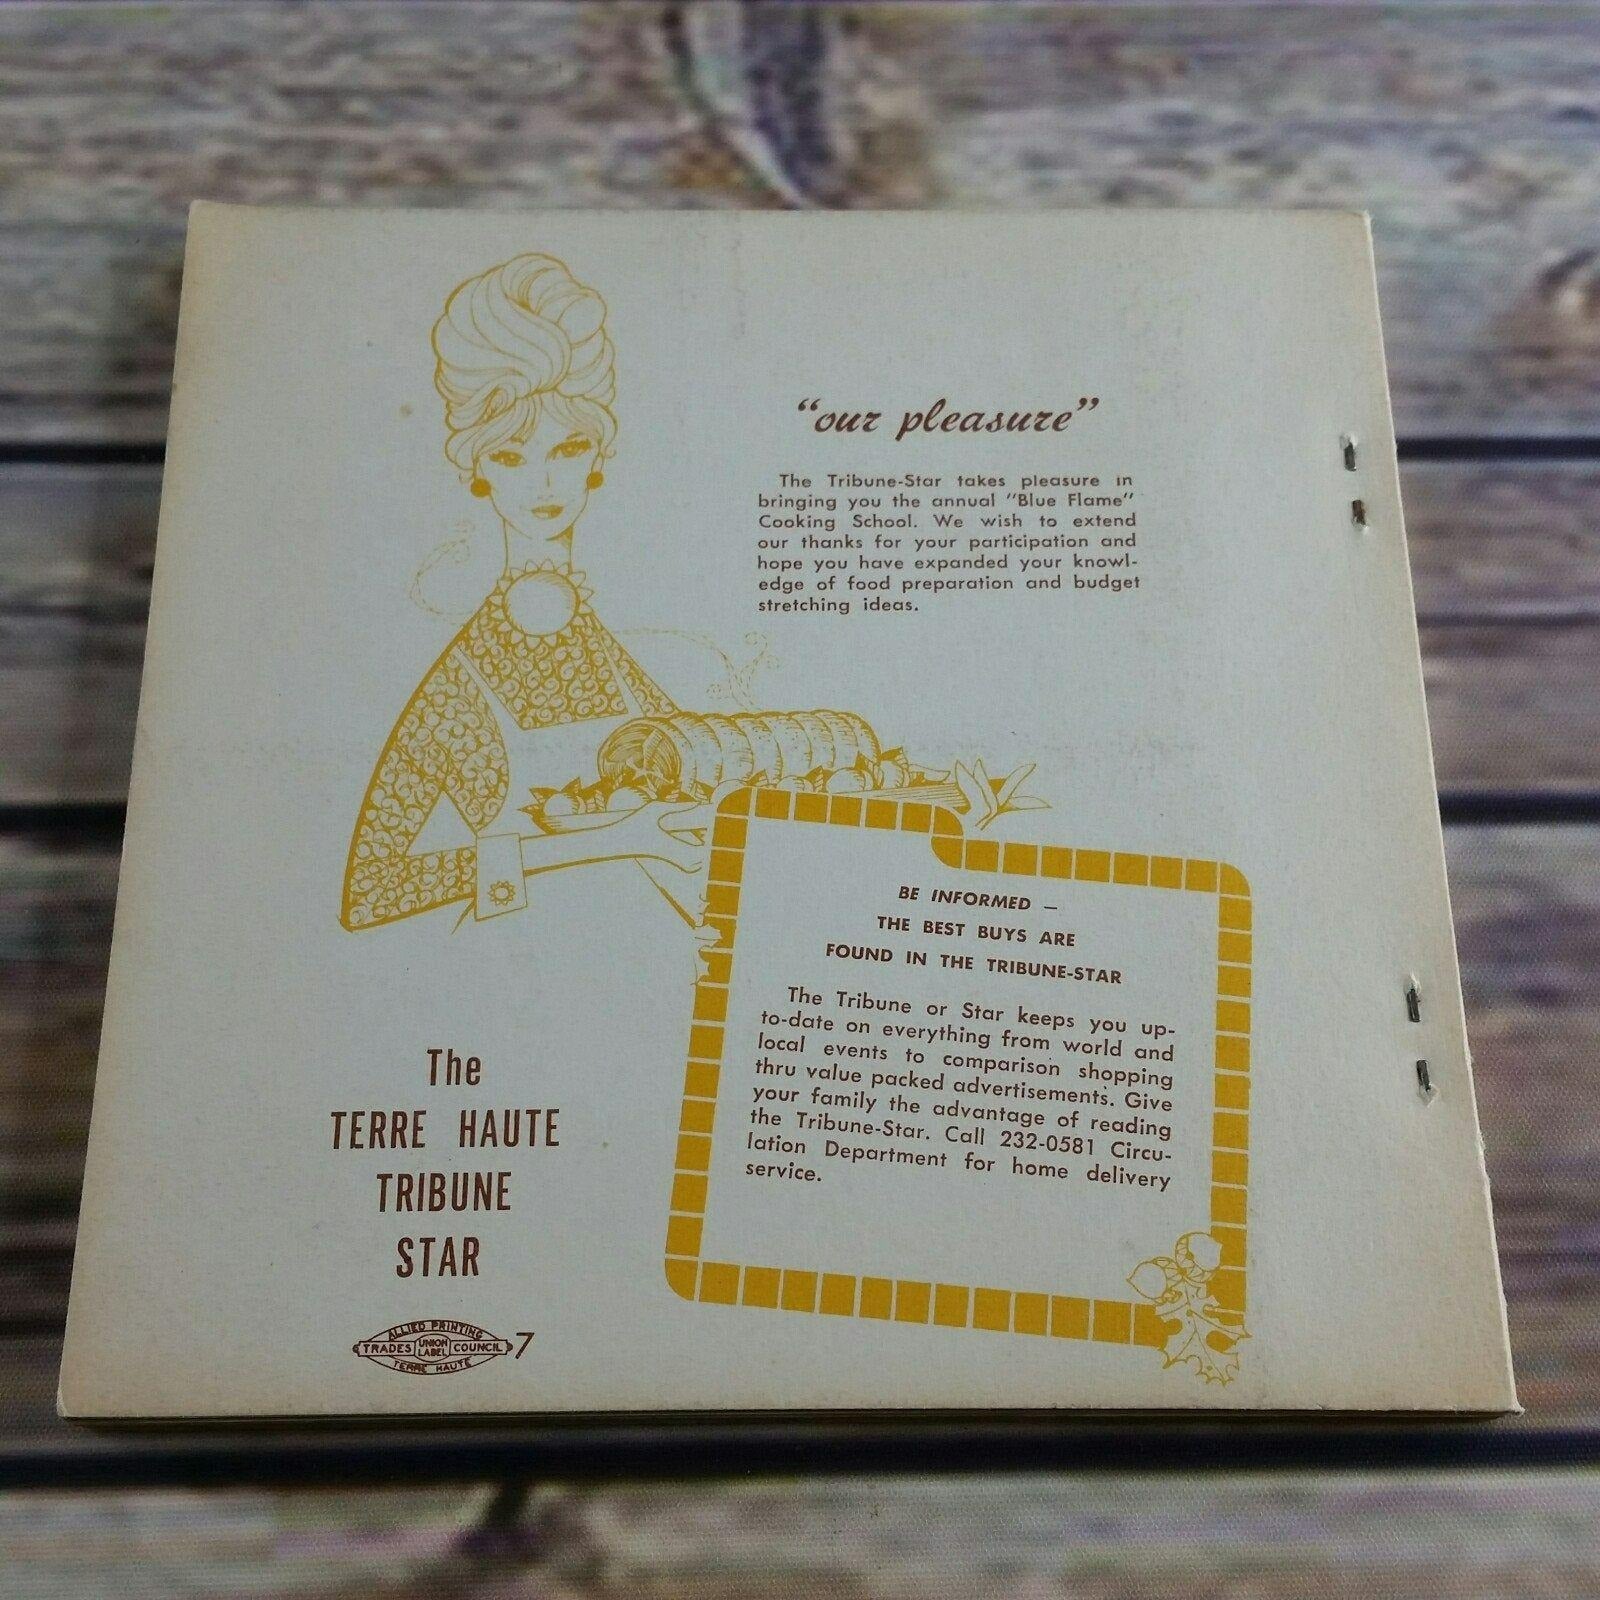 “our pleasure”
The Tribune-Star takes pleasure in
bringing you the annual "Blue Flame"
Cooking School. We wish to extend
our thanks for your participation and
hope you have expanded your knowl-
edge of food preparation and budget
stretching ideas.
BE INFORMED —
THE BEST BUYS ARE
FOUND IN THE TRIBUNE-STAR
The Tribune or Star keeps you up-
to-date on everything from world and
local events to comparison shopping
thru value packed advertisements. Give
your family the advantage of reading
the Tribune-Star. Call 232-0581 Circu-
lation Department for home delivery
service.
The
TERRE HAUTE
TRIBUNE
STAR
ALLIED PRINTING
TRADES UNION LABEL COUNCIL 7
TERRE HAUTE